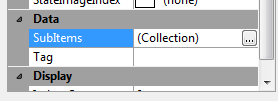 StateImageIndex (none)
Data
SubItems (Collection) ...
Tag
Display